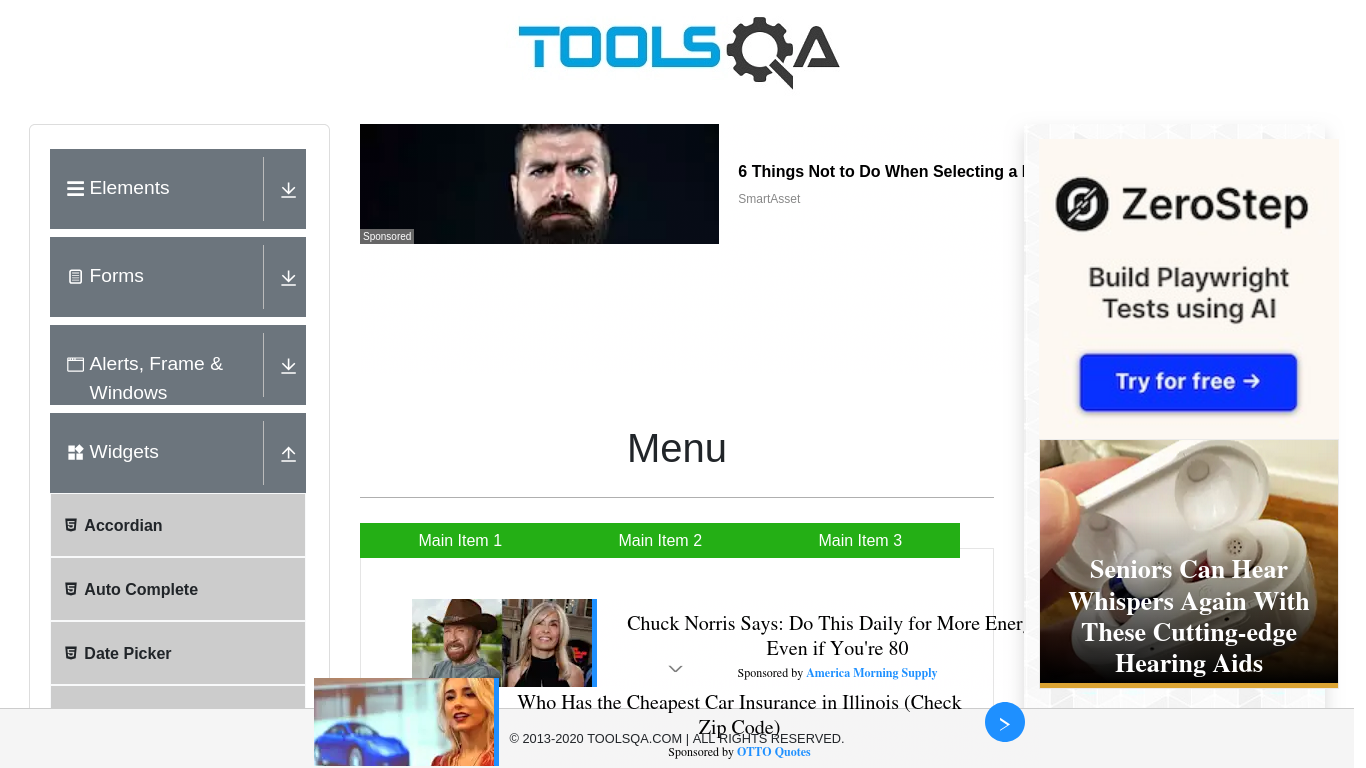 TOOLSQA
Elements
Forms
Alerts, Frame &
Windows
Widgets
Accordian
Auto Complete
Date Picker
Sponsored
6 Things Not to Do When Selecting a
SmartAsset
Menu
Main Item 1
Main Item 2
Main Item 3
Chuck Norris Says: Do This Daily for More
Even if You're 80
Sponsored by America Morning Supply
Who Has the Cheapest Car Insurance in Illinois (Check
Zip Code)
© 2013-2020 TOOLSQA.COM | ALL RIGHTS RESERVED.
Sponsored by OTTO Quotes
ZeroStep
Build Playwright
Tests using AI
Try for free →
Seniors Can Hear
Whispers Again With
These Cutting-edge
Hearing Aids